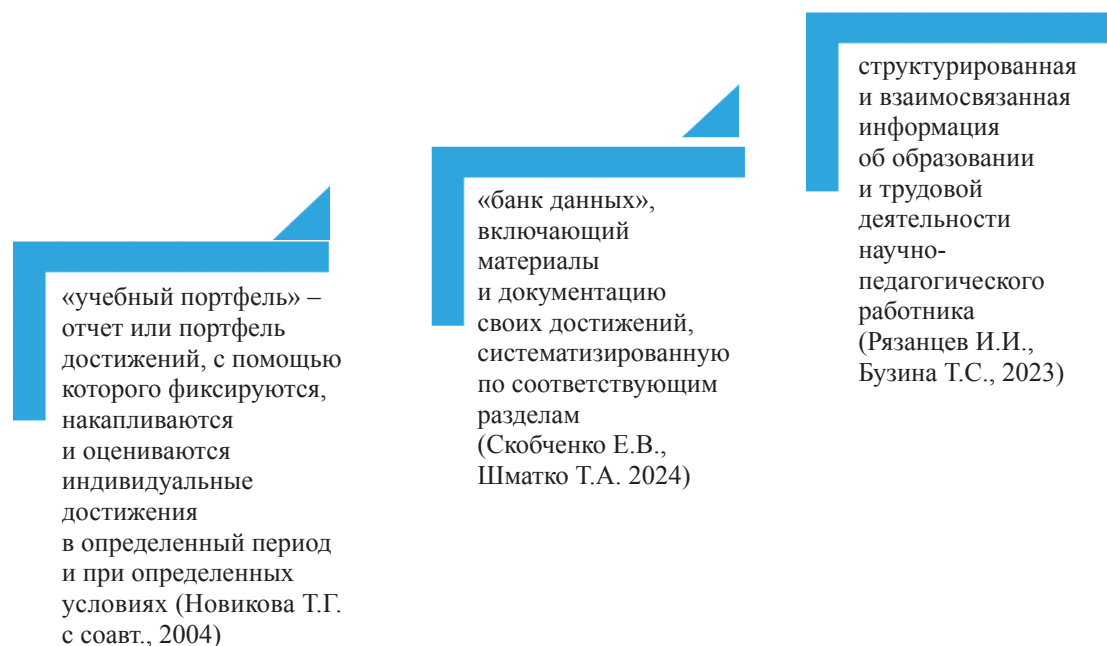 «учебный портфель» –
отчет или портфель
достижений, с помощью
которого фиксируются,
накапливаются
и оцениваются
индивидуальные
достижения
в определенный период
и при определенных
условиях (Новикова Т.Г.
с соавт., 2004)
«банк данных»,
включающий
материалы
и документацию
своих достижений,
систематизированную
по соответствующим
разделам
(Скобченко Е.В.,
Шматко Т.А. 2024)
структурированная
и взаимосвязанная
информация
об образовании
и трудовой
деятельности
научно-
педагогического
работника
(Рязанцев И.И.,
Бузина Т.С., 2023)